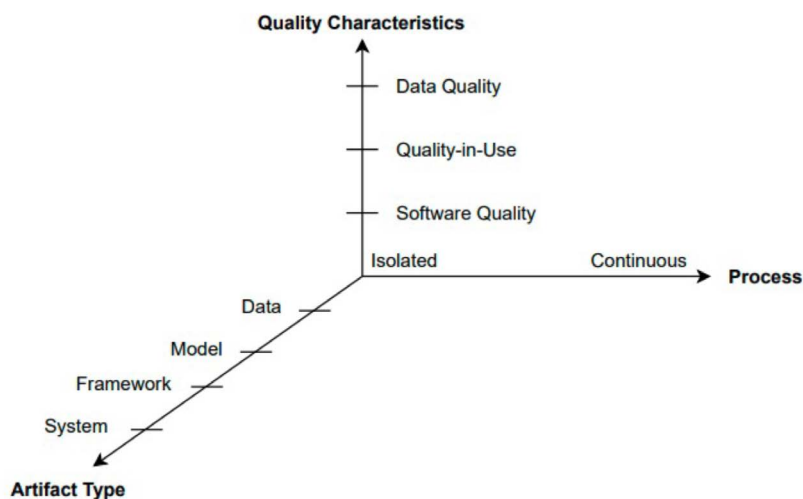 Quality Characteristics
Data Quality
Quality-in-Use
Software Quality
Isolated
Continuous
Process
Data
Model
Framework
System
Artifact Type